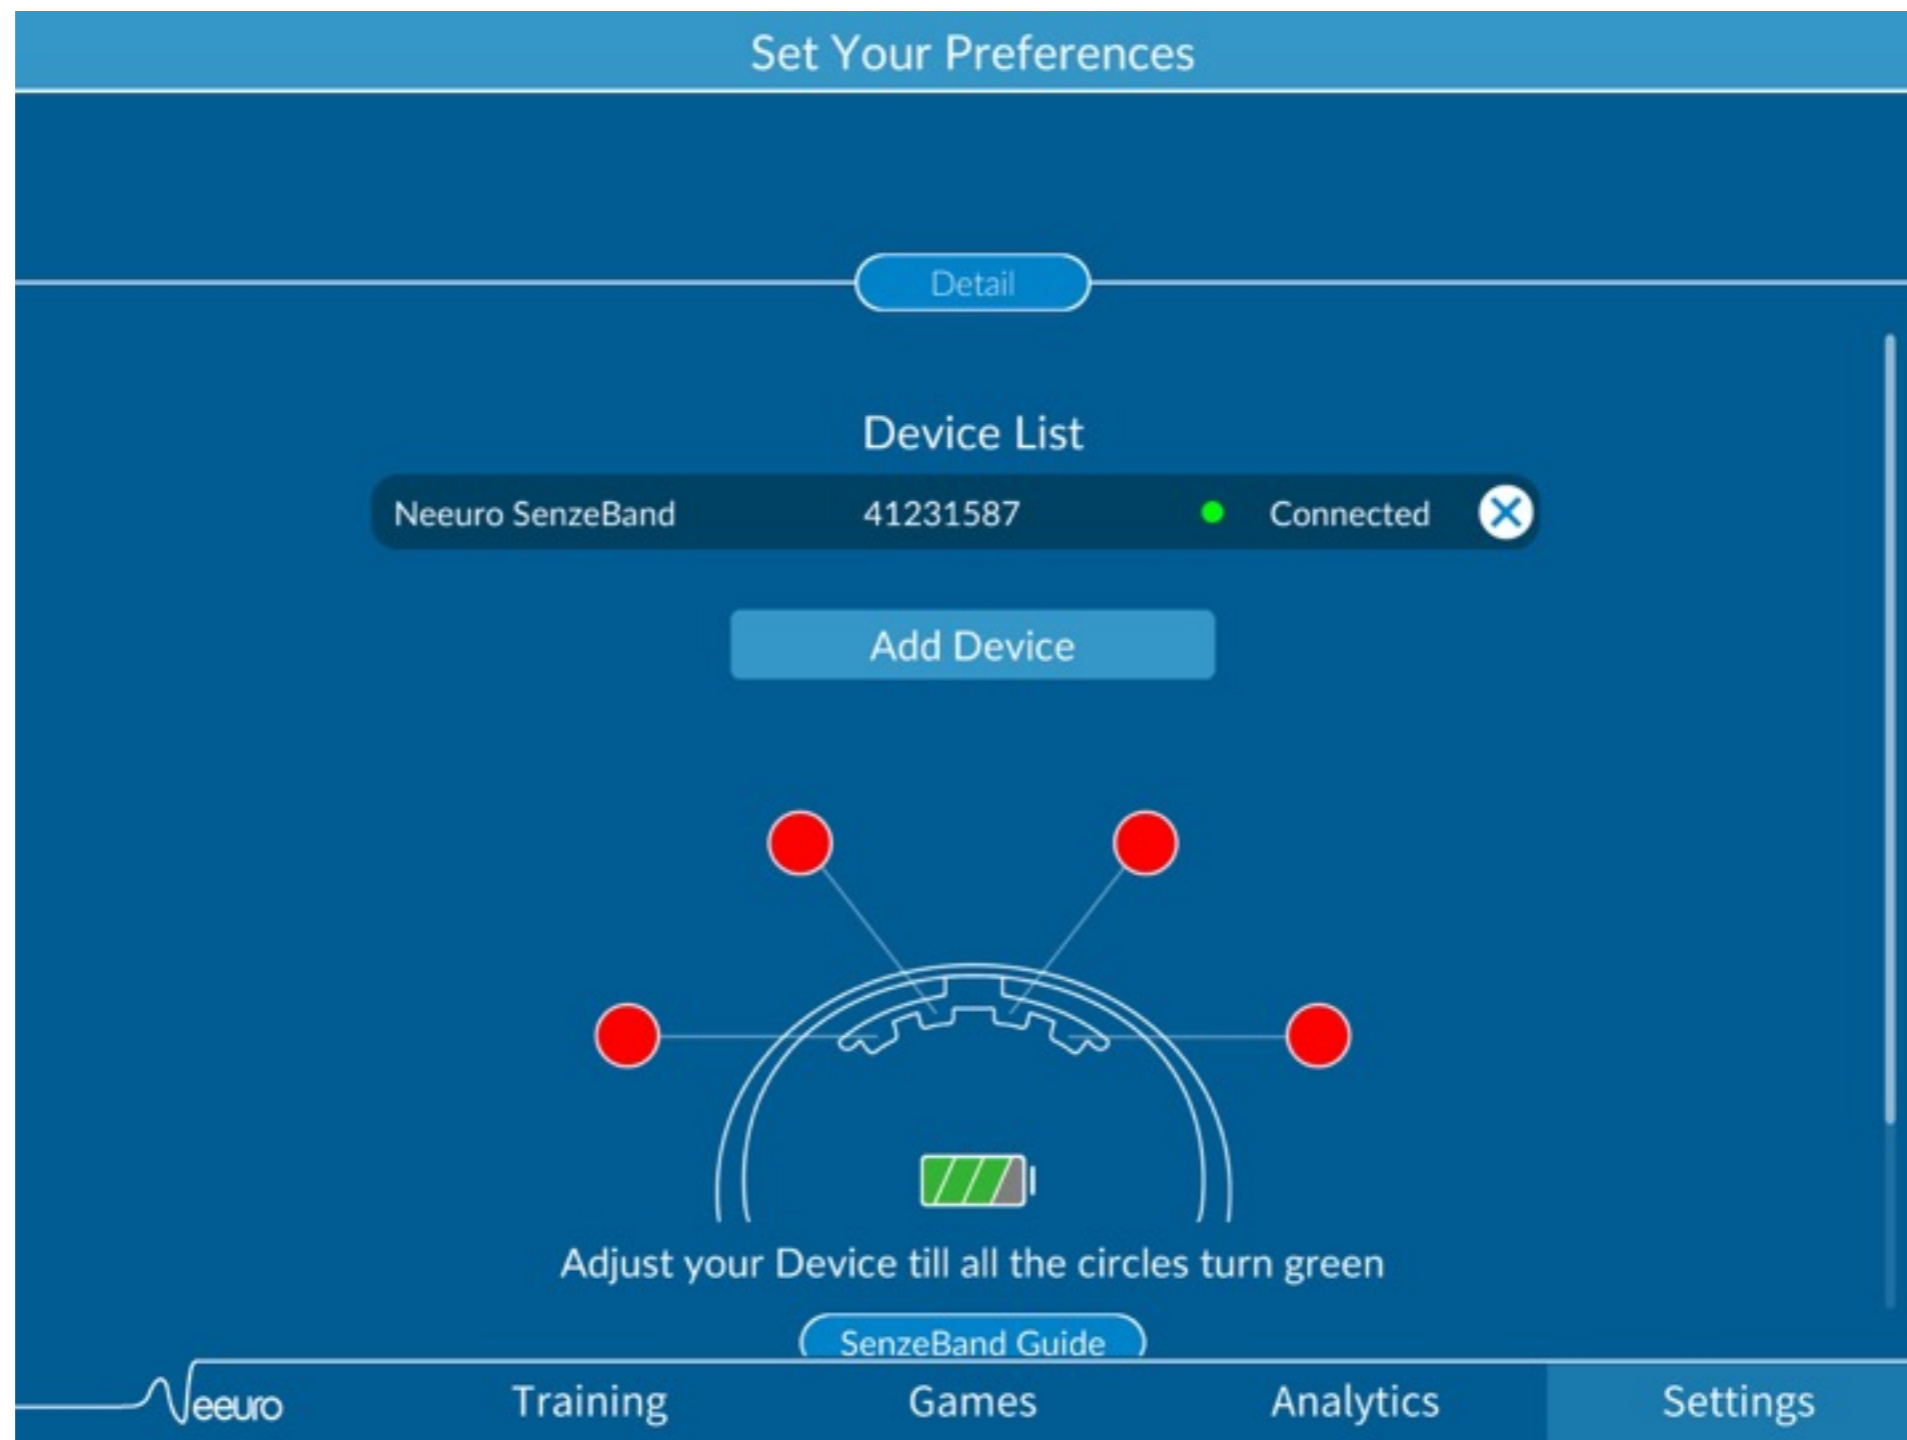 Set Your Preferences
Detail
Device List
Neeuro SenzeBand 41231587 Connected
Add Device
Adjust your Device till all the circles turn green
SenzeBand Guide
Neeuro Training Games Analytics Settings